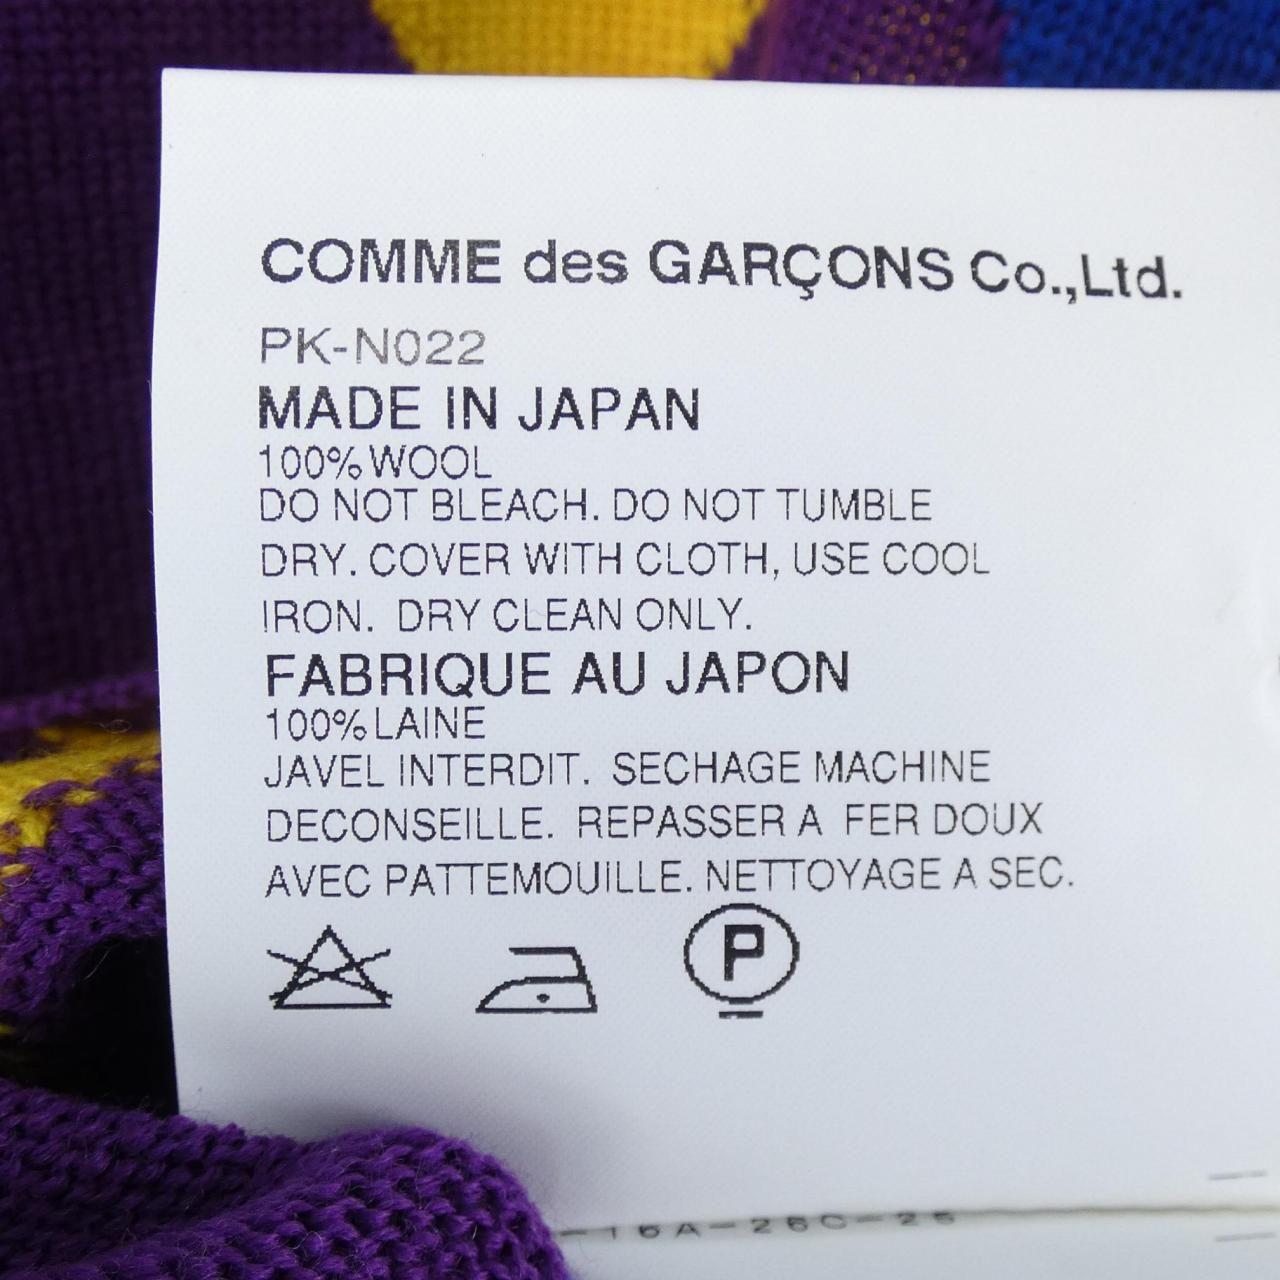 COMME des GARÇONS Co.,Ltd.
PK-N022
MADE IN JAPAN
100% WOOL
DO NOT BLEACH. DO NOT TUMBLE
DRY. COVER WITH CLOTH, USE COOL
IRON. DRY CLEAN ONLY.
FABRIQUE AU JAPON
100% LAINE
JAVEL INTERDIT. SECHAGE MACHINE
DECONSEILLE. REPASSER A FER DOUX
AVEC PATTEMOUILLE. NETTOYAGE A SEC.
P